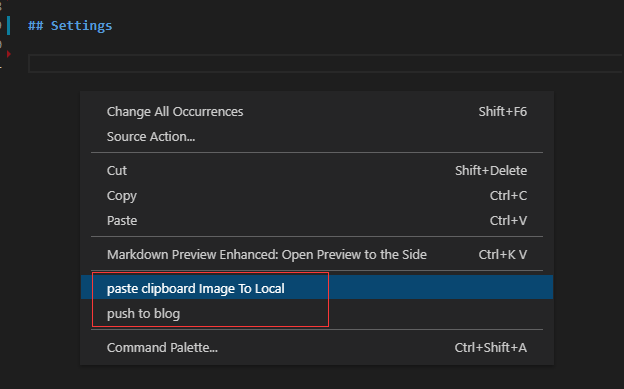 ## Settings
Change All Occurrences Shift+F6
Source Action...
Cut Shift+Delete
Copy Ctrl+C
Paste Ctrl+V
Markdown Preview Enhanced: Open Preview to the Side Ctrl+K V
paste clipboard Image To Local
push to blog
Command Palette... Ctrl+Shift+A